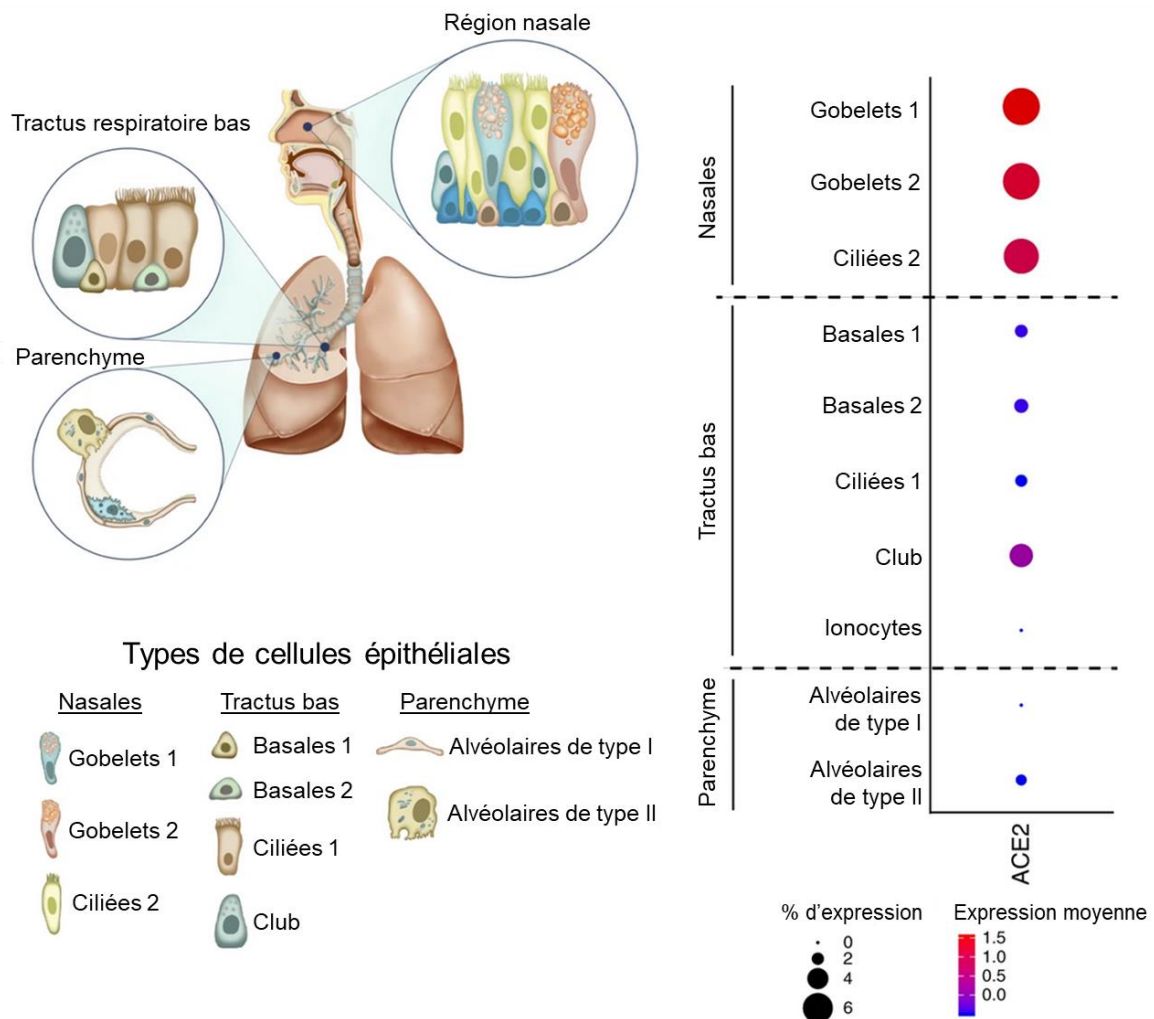 Région nasale
Tractus respiratoire bas
Parenchyme
Types de cellules épithéliales
Nasales
Gobelets 1
Gobelets 2
Ciliées 2
Tractus bas
Basales 1
Basales 2
Ciliées 1
Club
Parenchyme
Alvéolaires de type I
Alvéolaires de type II
Nasales
Gobelets 1
Gobelets 2
Ciliées 2
Tractus bas
Basales 1
Basales 2
Ciliées 1
Club
Ionocytes
Parenchyme
Alvéolaires
de type I
Alvéolaires
de type II
ACE2
% d'expression
0
2
4
6
Expression moyenne
1.5
1.0
0.5
0.0